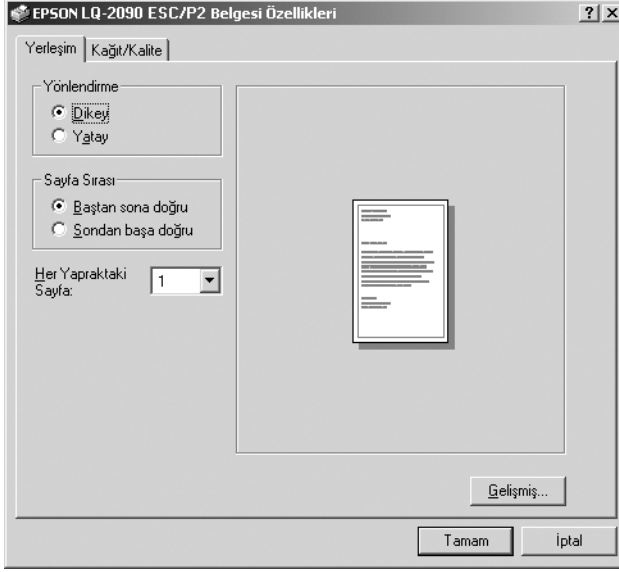 EPSON LQ-2090 ESC/P2 Belgesi Özellikleri
Yerleşim
Kağıt/Kalite
Yönlendirme
Dikey
Yatay
Sayfa Sırası
Baştan sona doğru
Sondan başa doğru
Her Yapraktaki
Sayfa:
1
Gelişmiş...
Tamam
İptal